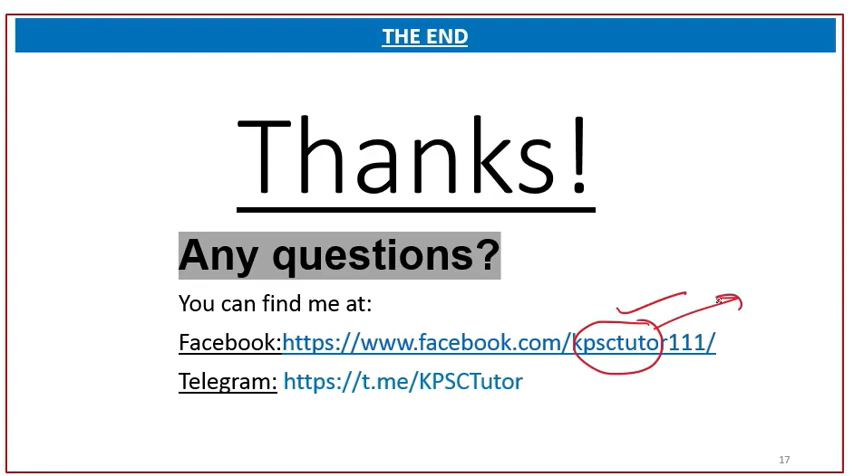 THE END
Thanks!
Any questions?
You can find me at:
Facebook:https://www.facebook.com/kpsctutor111/
Telegram: https://t.me/KPSCTutor
17